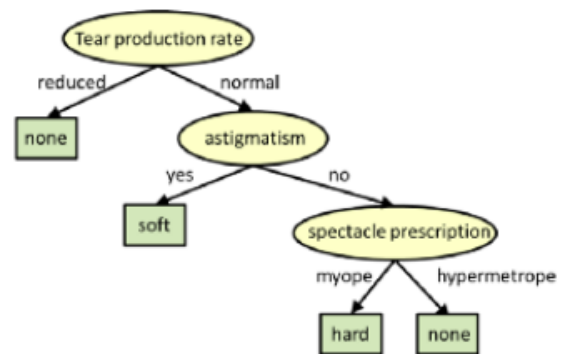 Tear production rate
reduced
normal
none
astigmatism
yes
no
soft
spectacle prescription
myope
hypermetrope
hard
none